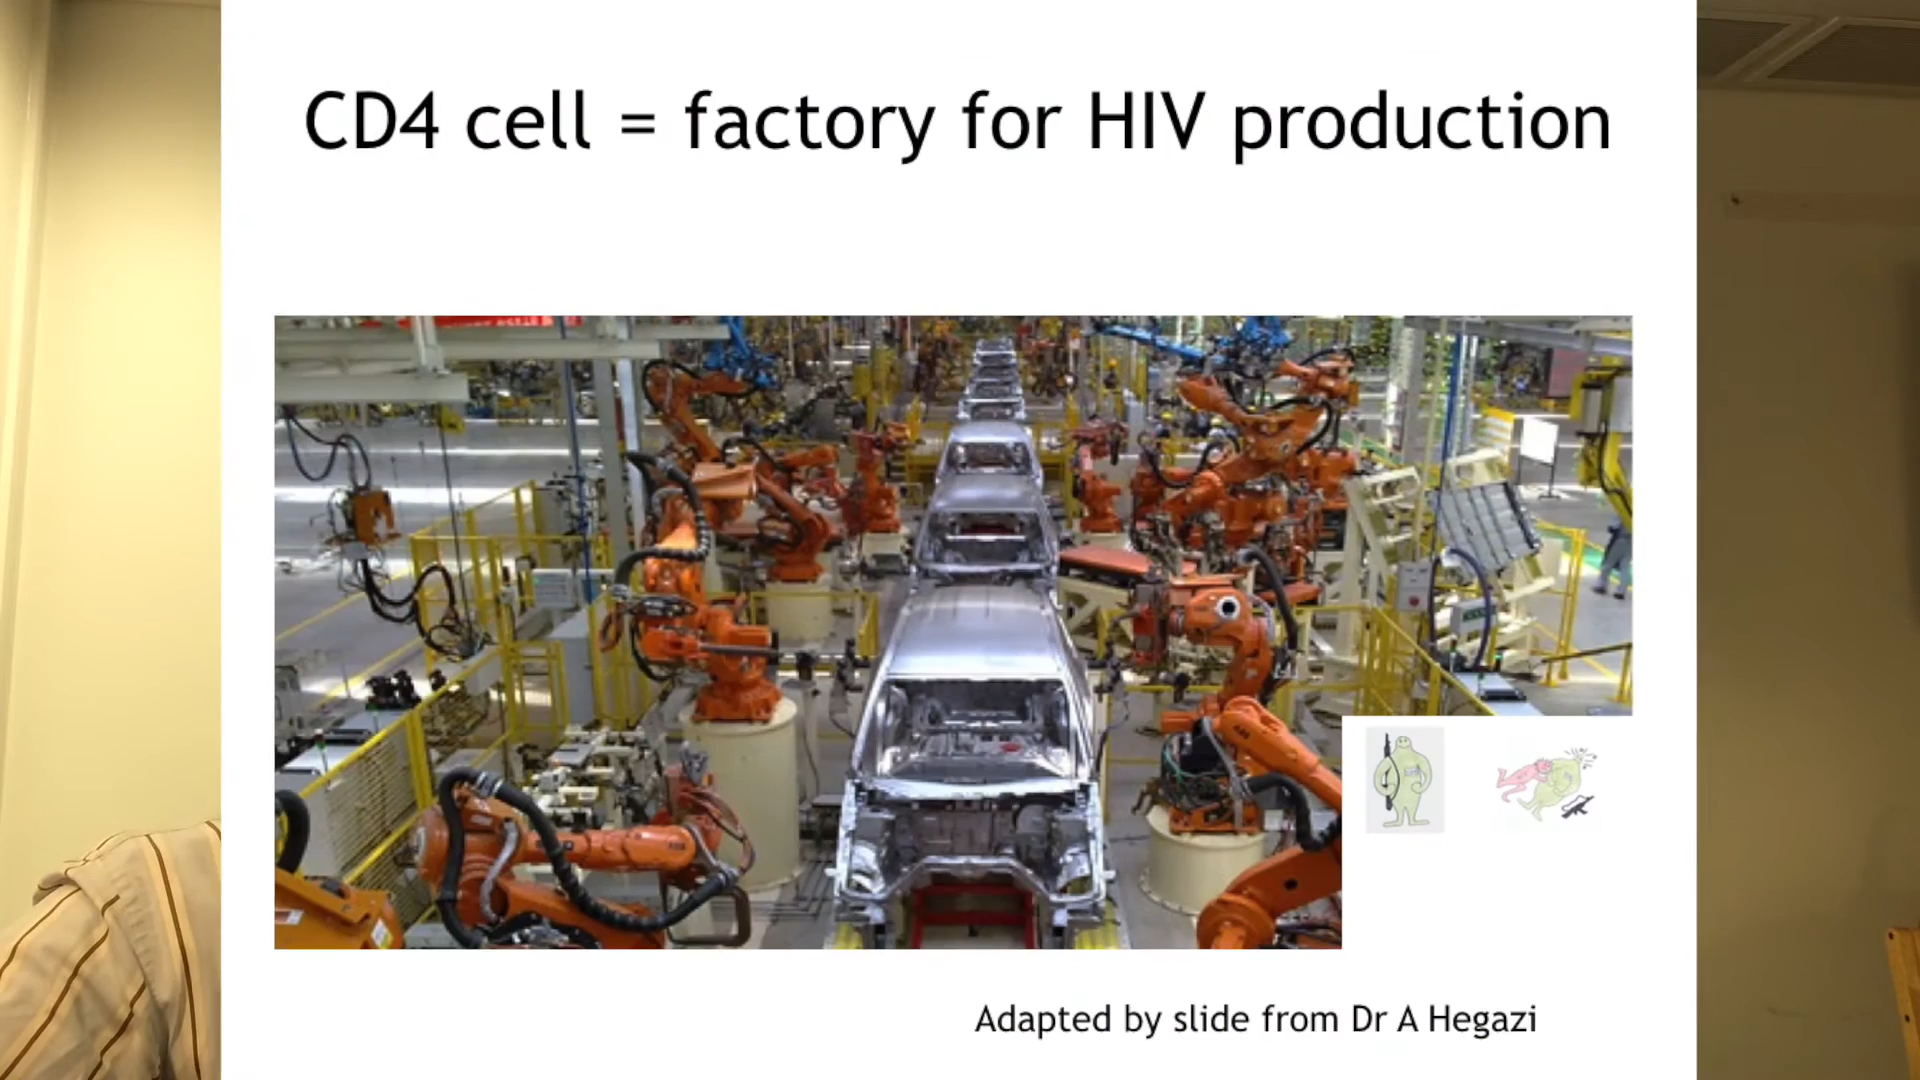 CD4 cell = factory for HIV production
Adapted by slide from Dr A Hegazi